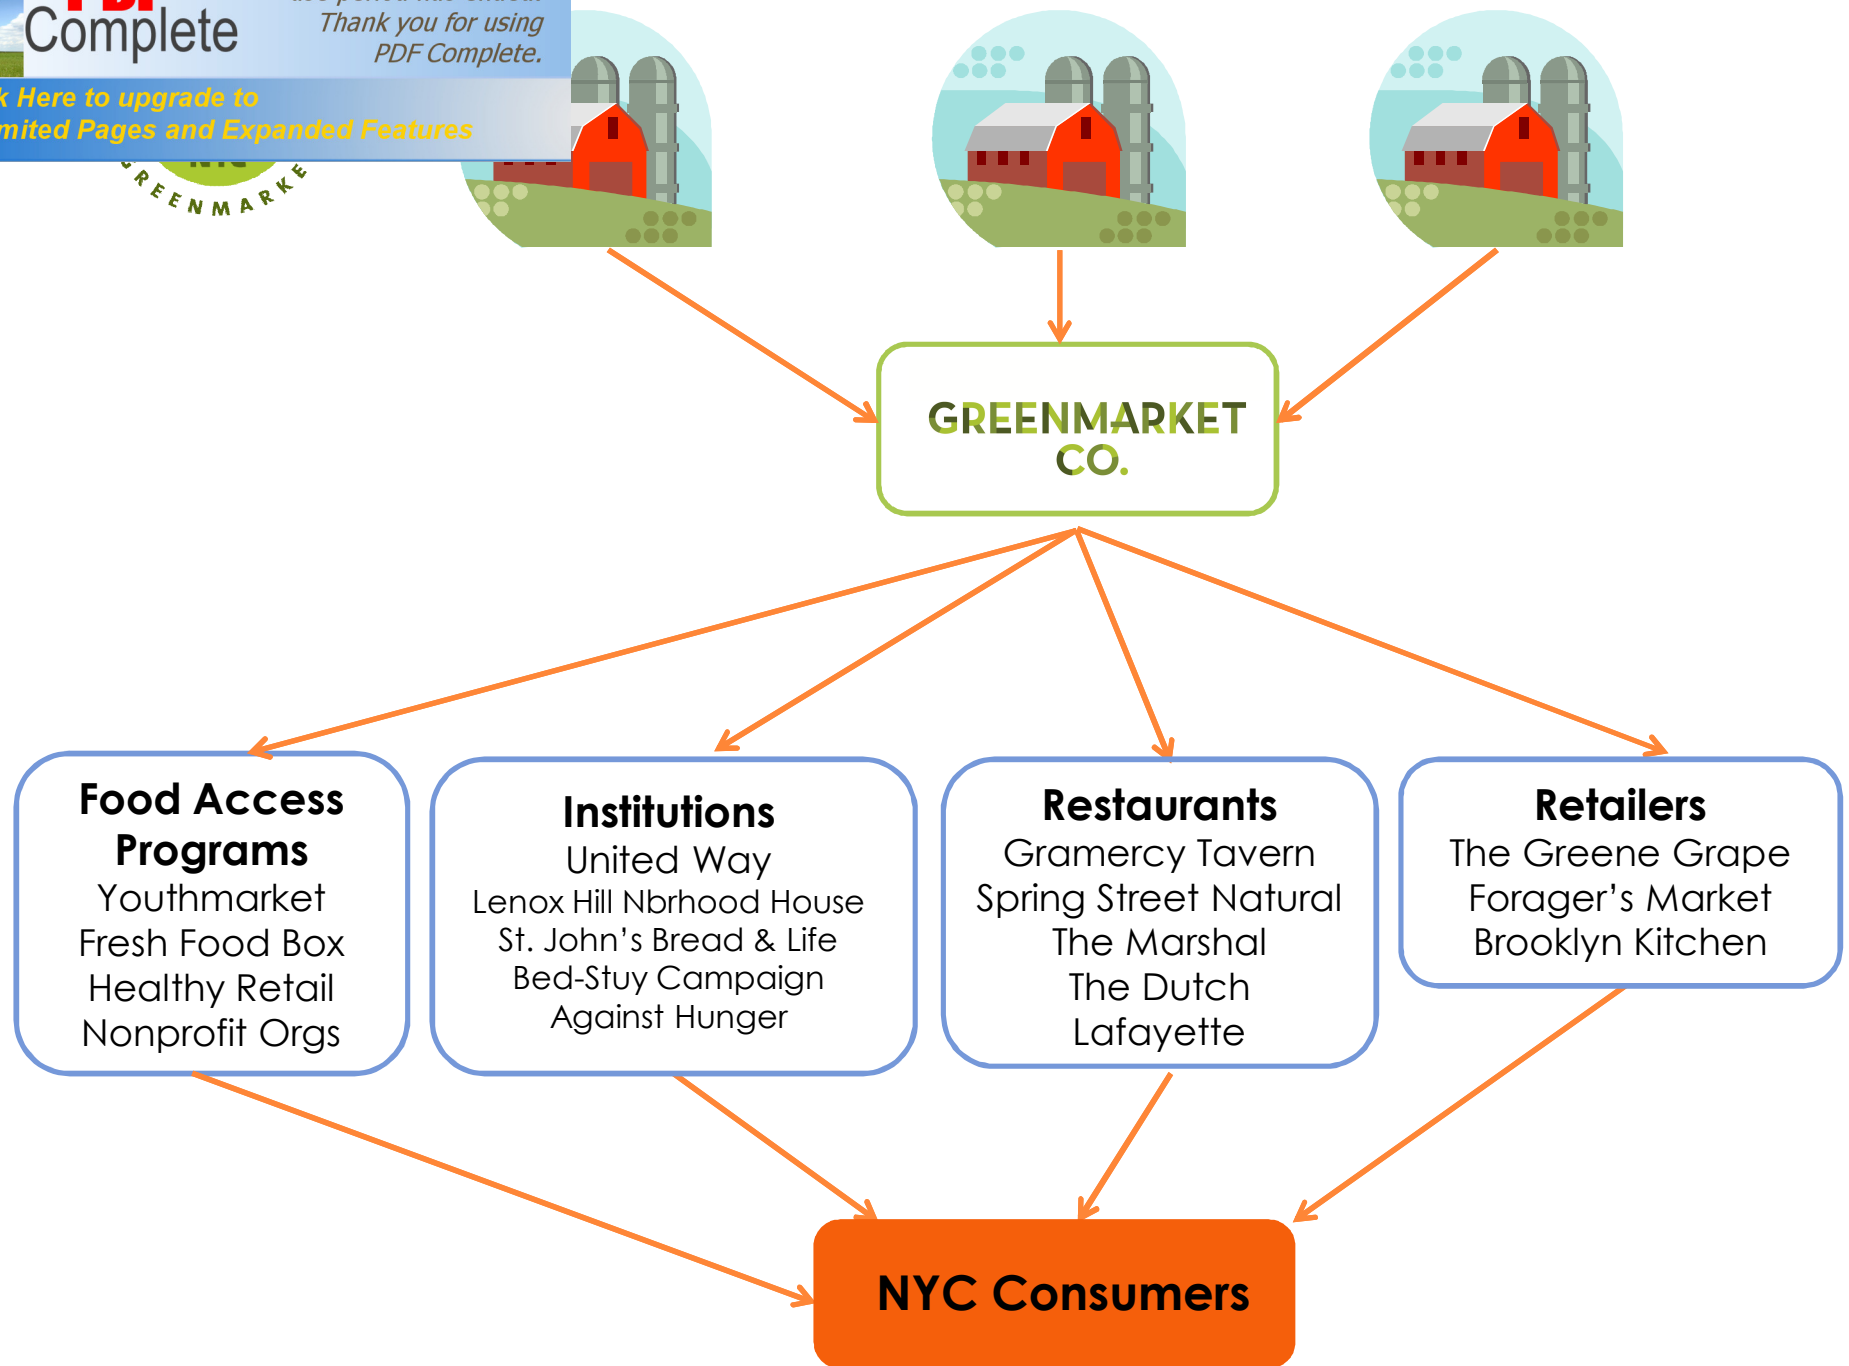 Complete
Thank you for using
PDF Complete.
Here to upgrade to
Pages and Expanded Features
GREENMARKE
GREENMARKET
CO.
Food Access
Programs
Youthmarket
Fresh Food Box
Healthy Retail
Nonprofit Orgs
Institutions
United Way
Lenox Hill Nbrhood House
St. John’s Bread & Life
Bed-Stuy Campaign
Against Hunger
Restaurants
Gramercy Tavern
Spring Street Natural
The Marshal
The Dutch
Lafayette
Retailers
The Greene Grape
Forager’s Market
Brooklyn Kitchen
NYC Consumers